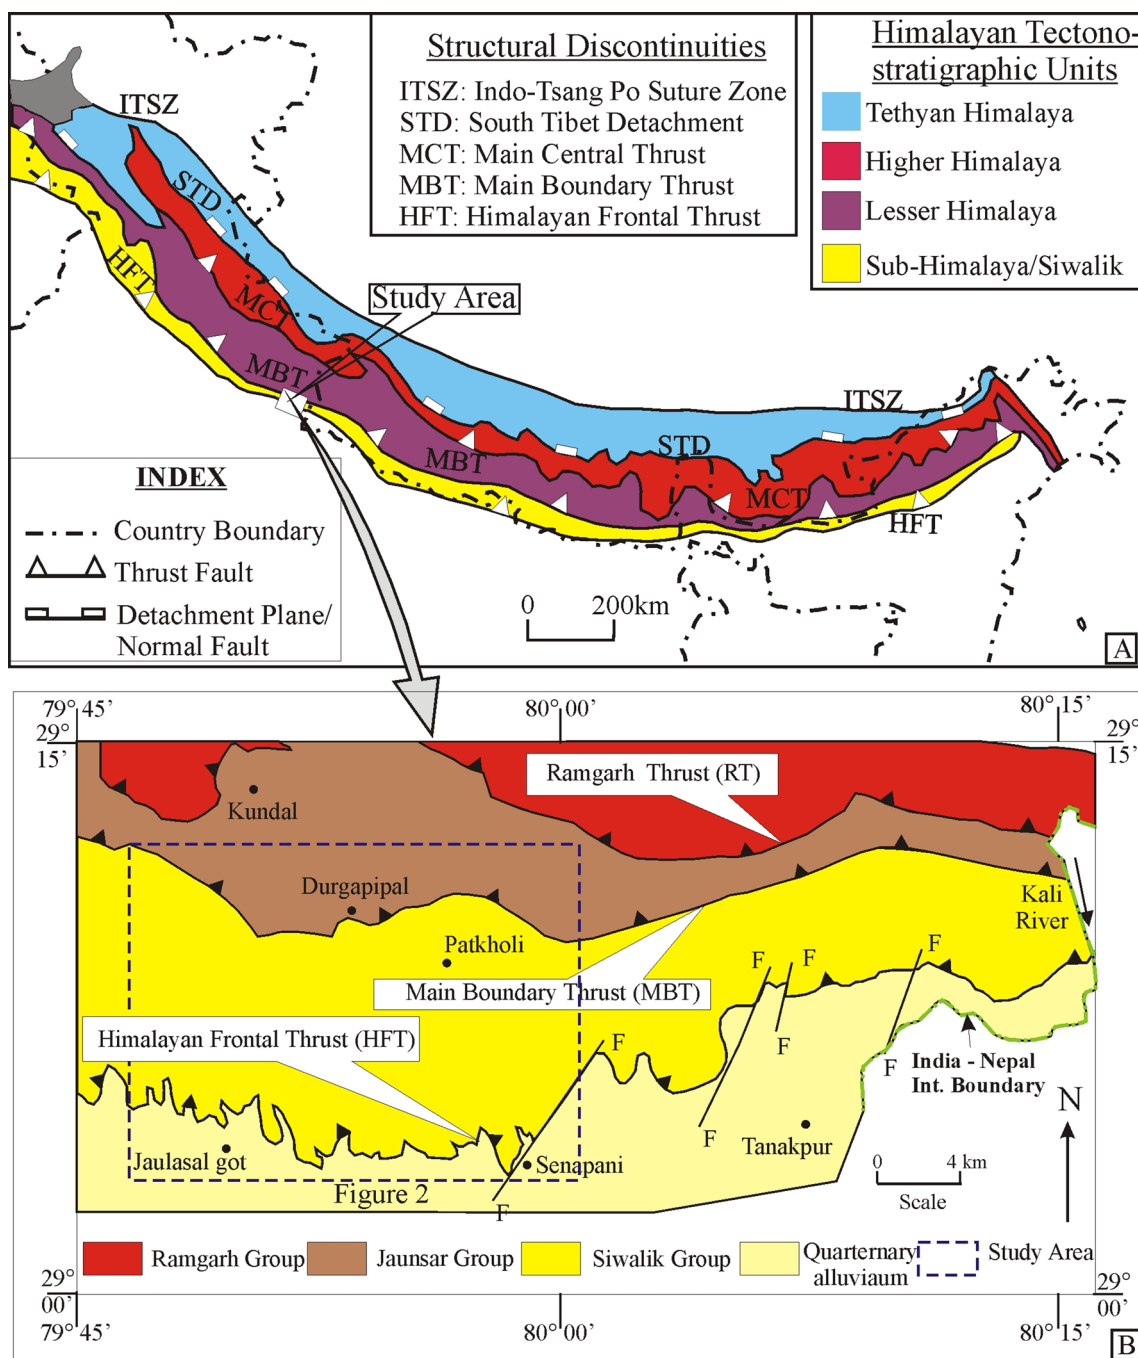 Structural Discontinuities
ITSZ: Indo-Tsang Po Suture Zone
STD: South Tibet Detachment
MCT: Main Central Thrust
MBT: Main Boundary Thrust
HFT: Himalayan Frontal Thrust
Himalayan Tectono-
stratigraphic Units
Tethyan Himalaya
Higher Himalaya
Lesser Himalaya
Sub-Himalaya/Siwalik
ITSZ
STD
HFT
MCT
Study Area
MBT
ITSZ
STD
MBT
MCT
HFT
INDEX
Country Boundary
Thrust Fault
Detachment Plane/
Normal Fault
0 200km
A
79° 45’ 80° 00’ 80° 15’
29°
15’
29°
15’
Ramgarh Thrust (RT)
Kundal
Durgapipal
Kali
River
Patkholi
F
F
F
Main Boundary Thrust (MBT)
Himalayan Frontal Thrust (HFT)
F
F
F
India - Nepal
Int. Boundary
N
F
Tanakpur
Jaulasal got
Senapani
0 4 km
Scale
Figure 2
F
Ramgarh Group
Jaunsar Group
Siwalik Group
Quarternary
alluviaum
Study Area
29°
00’
29°
00’
79° 45’ 80° 00’ 80° 15’
B